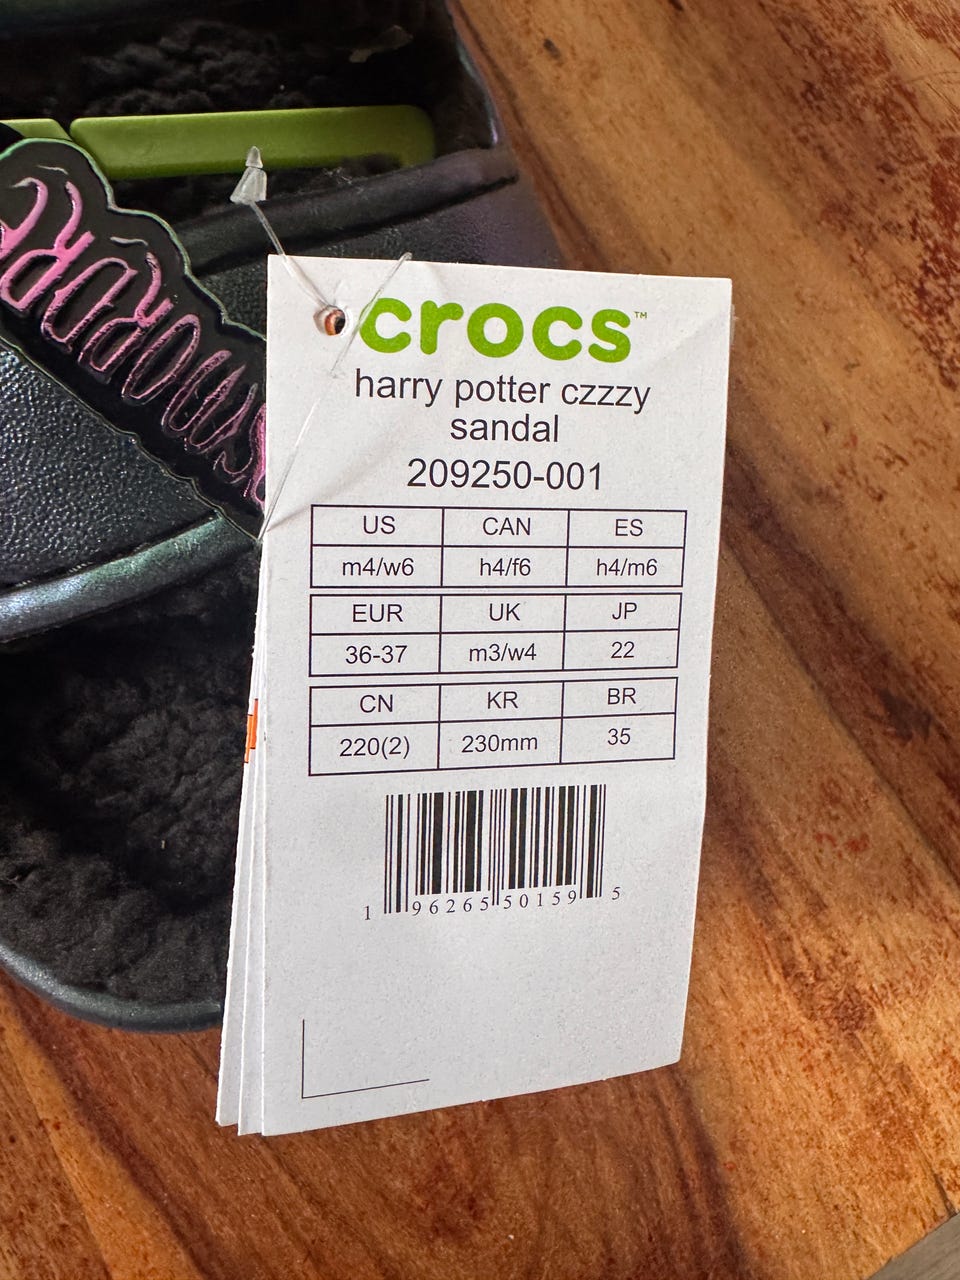 crocs™
harry potter czzzy
sandal
209250-001
US CAN ES
m4/w6 h4/f6 h4/m6
EUR UK JP
36-37 m3/w4 22
CN KR BR
220(2) 230mm 35
1 96265 50159 5